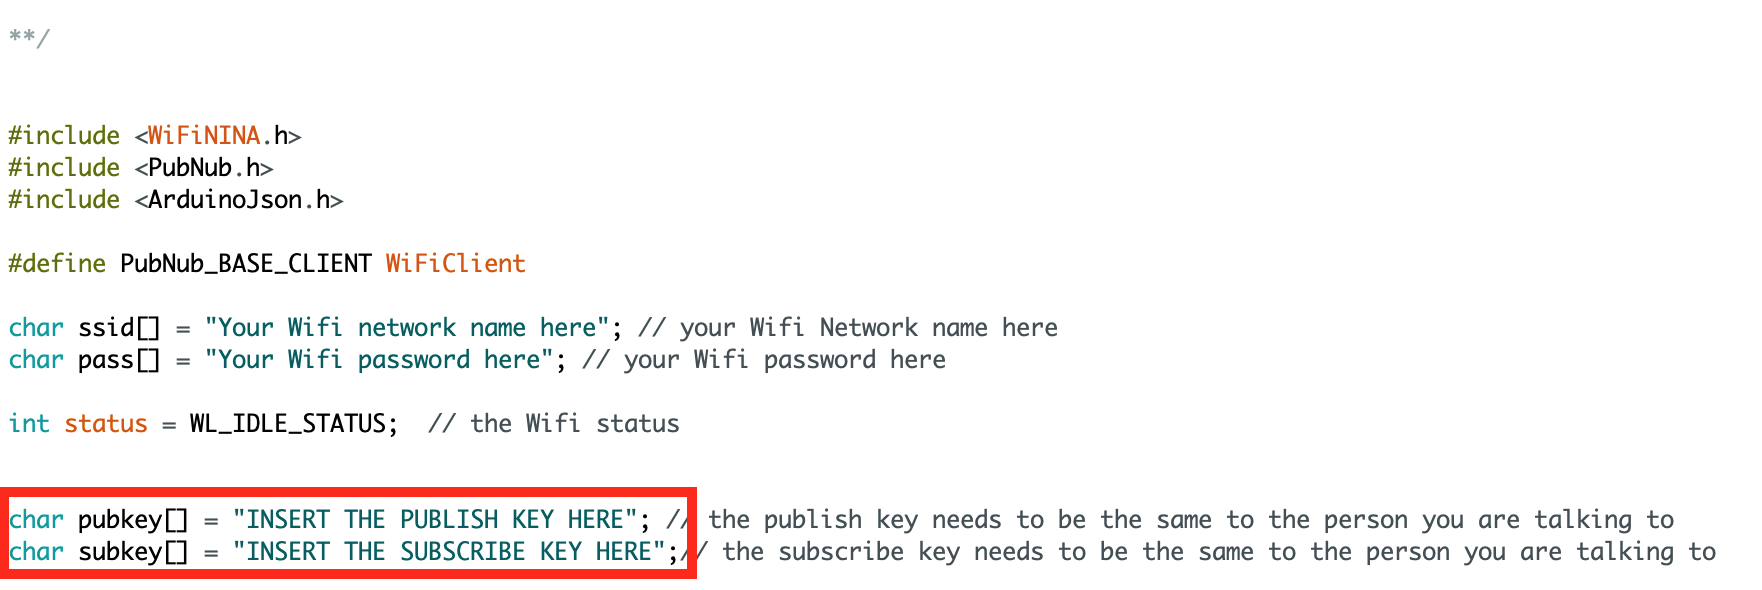 **/
#include <WiFiNINA.h>
#include <PubNub.h>
#include <ArduinoJson.h>
#define PubNub_BASE_CLIENT WiFiClient
char ssid[] = "Your Wifi network name here"; // your Wifi Network name here
char pass[] = "Your Wifi password here"; // your Wifi password here
int status = WL_IDLE_STATUS;  // the Wifi status
char pubkey[] = "INSERT THE PUBLISH KEY HERE"; // the publish key needs to be the same to the person you are talking to
char subkey[] = "INSERT THE SUBSCRIBE KEY HERE";// the subscribe key needs to be the same to the person you are talking to